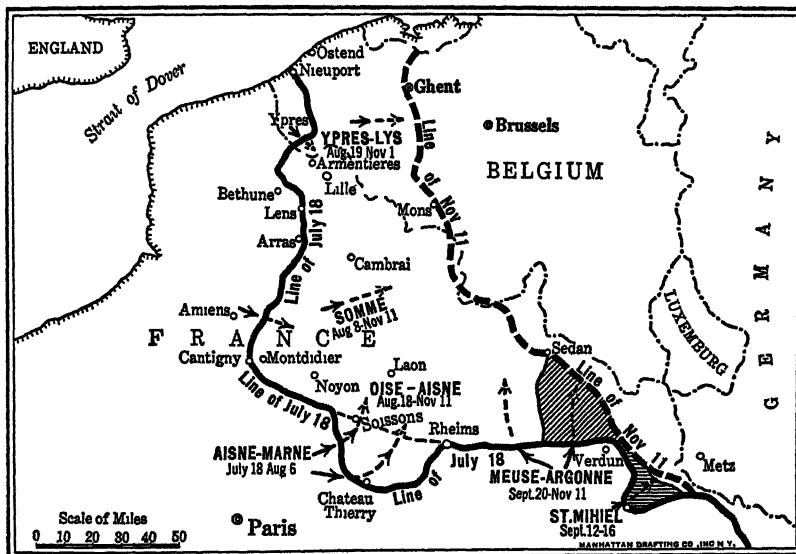 ENGLAND
Strait of Dover
Ostend
Nieuport
Ghent
Ypres
YPRES-LYS
Aug.19 Nov 1
Brussels
Armentieres
BELGIUM
Lille
Bethune
Lens
Mons
Line of Nov 11
Arras
Line of July 18
Cambrai
GERMANY
LUXEMBURG
Amiens
SOMME
Aug 8-Nov 11
FRANCE
Cantigny
Montdidier
Sedan
Noyon
Laon
Line of July 18
OISE-AISNE
Aug.18-Nov 11
Soissons
Line of Nov 11
Rheims
AISNE-MARNE
July 18 Aug 6
July 18
Verdun
Metz
Line of
MEUSE-ARGONNE
Sept.20-Nov 11
Chateau
Thierry
ST.MIHIEL
Sept.12-16
Scale of Miles
0 10 20 30 40 50
Paris
MANHATTAN DRAFTING CO., INC N.Y.